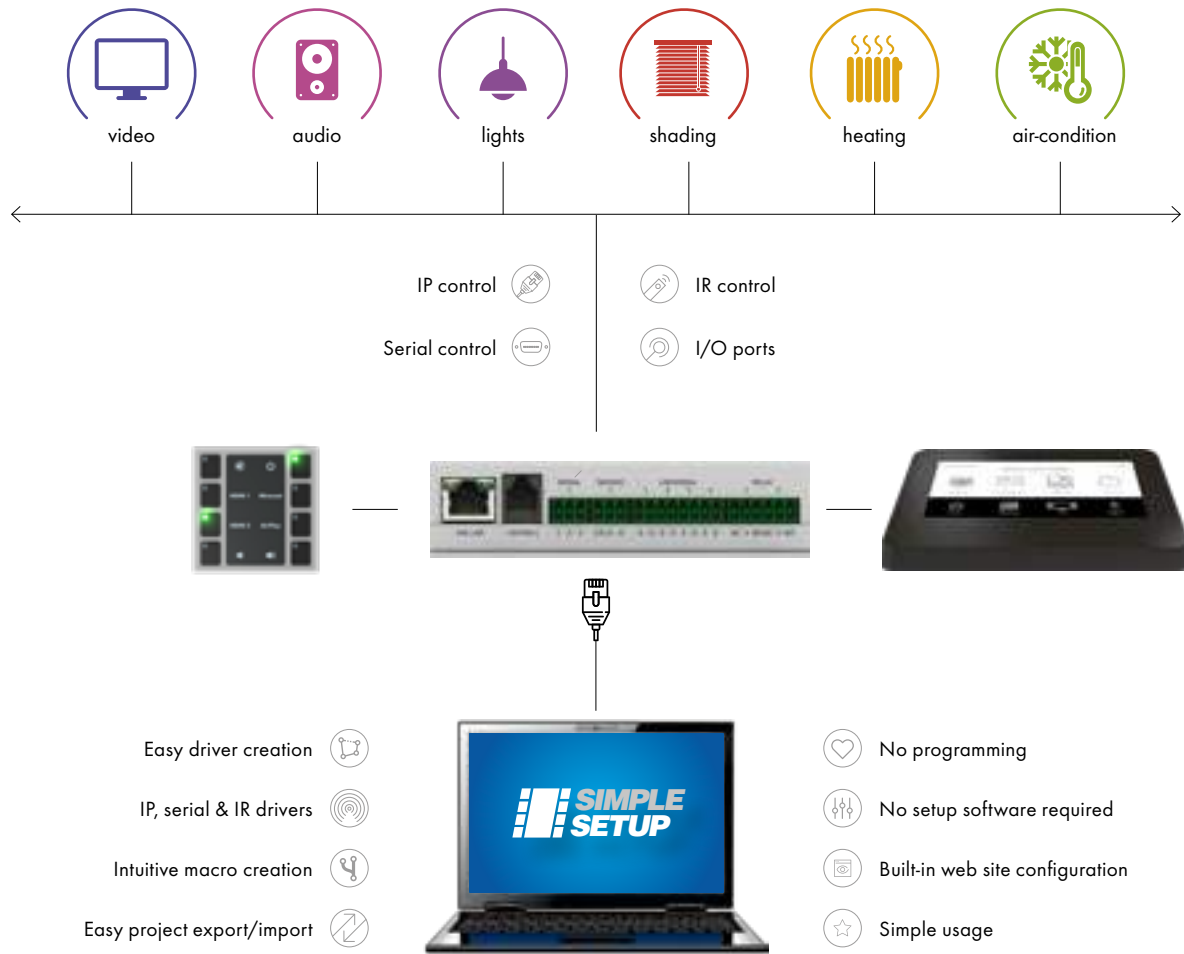 video
audio
lights
shading
heating
air-condition
IP control
IR control
Serial control
I/O ports
Easy driver creation
IP, serial & IR drivers
Intuitive macro creation
Easy project export/import
SIMPLE
SETUP
No programming
No setup software required
Built-in web site configuration
Simple usage